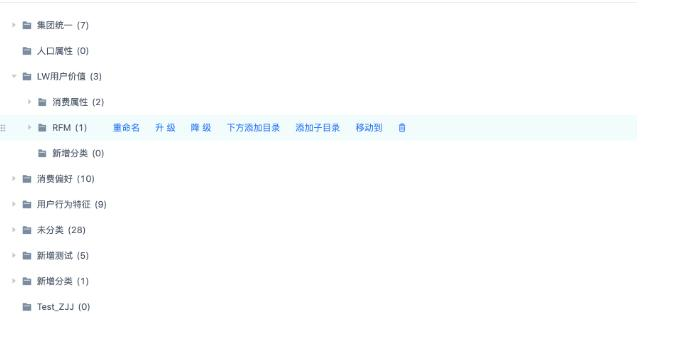 集团统一 (7)
人口属性 (0)
LW用户价值 (3)
消费属性 (2)
RFM (1) 重命名 升 级 降 级 下方添加目录 添加子目录 移动到
新增分类 (0)
消费偏好 (10)
用户行为特征 (9)
未分类 (28)
新增测试 (5)
新增分类 (1)
Test_ZJJ (0)